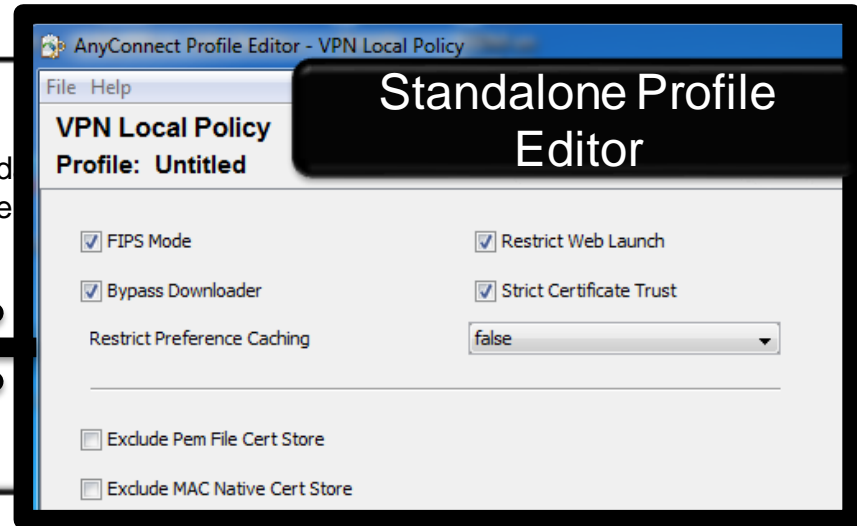 AnyConnect Profile Editor - VPN Local Policy
File Help
Standalone Profile
Editor
VPN Local Policy
Profile: Untitled
FIPS Mode
Restrict Web Launch
Bypass Downloader
Strict Certificate Trust
Restrict Preference Caching
false
Exclude Pem File Cert Store
Exclude MAC Native Cert Store